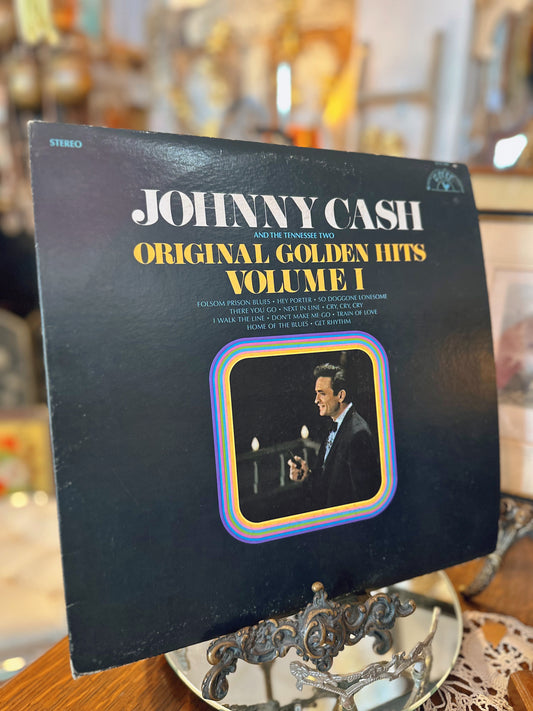 STEREO
SUN
JOHNNY CASH
AND THE TENNESSEE TWO
ORIGINAL GOLDEN HITS
VOLUME I
FOLSOM PRISON BLUES • HEY PORTER • SO DOGGONE LONESOME
THERE YOU GO • NEXT IN LINE • CRY, CRY, CRY
I WALK THE LINE • DON'T MAKE ME GO • TRAIN OF LOVE
HOME OF THE BLUES • GET RHYTHM